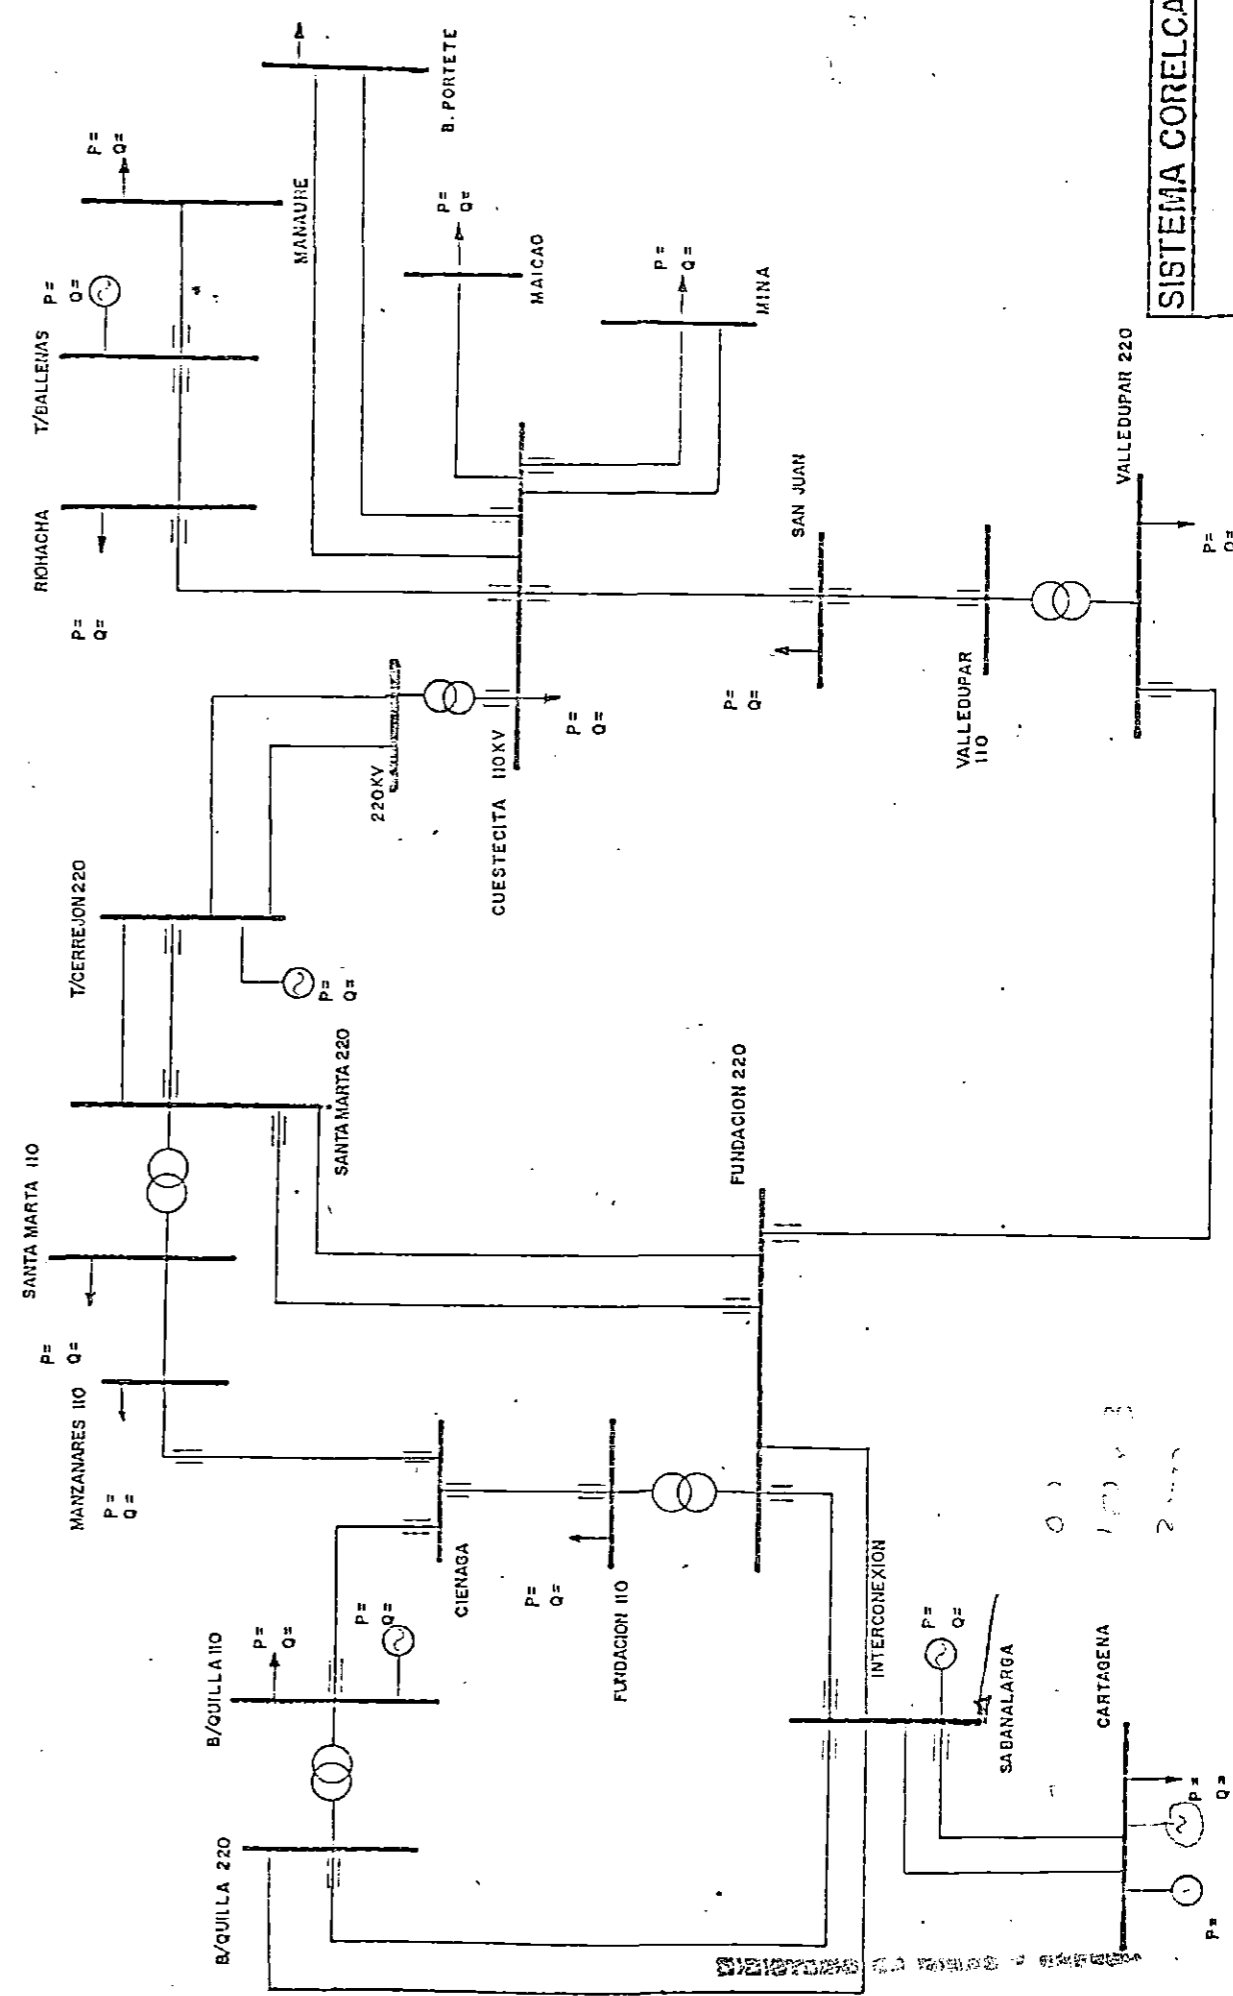 SISTEMA CORELCA
B. PORTETE
P=
Q=
MANAURE
P=
Q=
T/BALLENAS
P=
Q=
MAICAO
P=
Q=
MINA
RIOHACHA
P=
Q=
SAN JUAN
P=
Q=
VALLEDUPAR 220
P=
Q=
VALLEDUPAR
110
220KV
CUESTECITA 110KV
P=
Q=
T/CERREJON 220
P=
Q=
SANTA MARTA 220
SANTA MARTA 110
P=
Q=
FUNDACION 220
MANZANARES 110
P=
Q=
CIENAGA
P=
Q=
FUNDACION 110
B/QUILLA 110
P=
Q=
P=
Q=
B/QUILLA 220
INTERCONEXION
P=
Q=
SABANALARGA
CARTAGENA
P=
Q=
P=